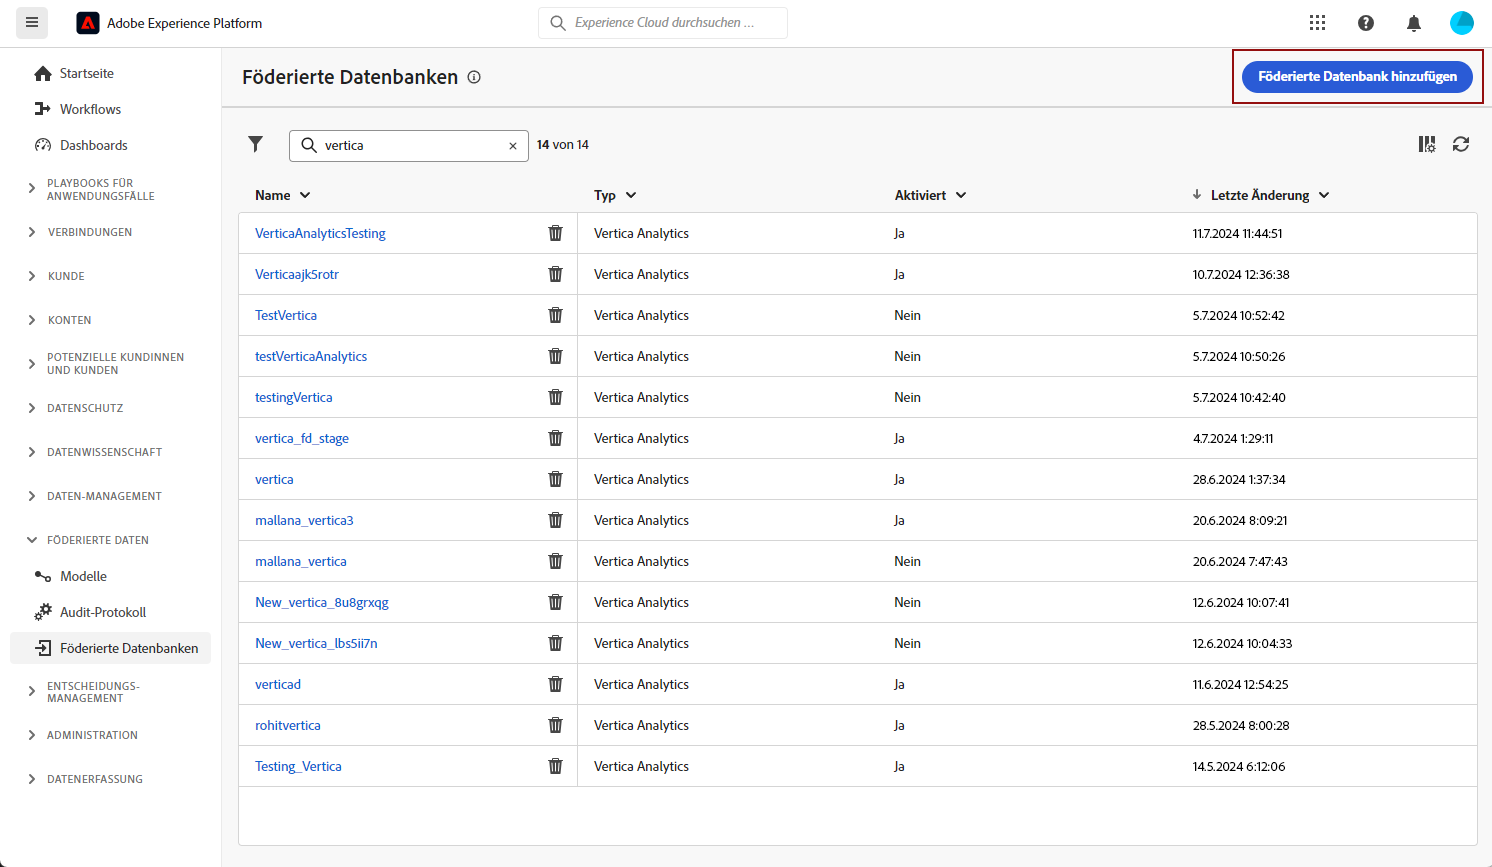 Adobe Experience Platform
Experience Cloud durchsuchen ...
Startseite
Workflows
Dashboards
PLAYBOOKS FÜR
ANWENDUNGSFÄLLE
VERBINDUNGEN
KUNDE
KONTEN
POTENZIELLE KUNDINNEN
UND KUNDEN
DATENSCHUTZ
DATENWISSENSCHAFT
DATEN-MANAGEMENT
FÖDERIERTE DATEN
Modelle
Audit-Protokoll
Föderierte Datenbanken
ENTSCHEIDUNGS-
MANAGEMENT
ADMINISTRATION
DATENERFASSUNG
Föderierte Datenbanken
Föderierte Datenbank hinzufügen
vertica 14 von 14
Name Typ Aktiviert Letzte Änderung
VerticaAnalyticsTesting Vertica Analytics Ja 11.7.2024 11:44:51
Verticaajk5rotr Vertica Analytics Ja 10.7.2024 12:36:38
TestVertica Vertica Analytics Nein 5.7.2024 10:52:42
testVerticaAnalytics Vertica Analytics Nein 5.7.2024 10:50:26
testingVertica Vertica Analytics Nein 5.7.2024 10:42:40
vertica_fd_stage Vertica Analytics Ja 4.7.2024 1:29:11
vertica Vertica Analytics Ja 28.6.2024 1:37:34
mallana_vertica3 Vertica Analytics Ja 20.6.2024 8:09:21
mallana_vertica Vertica Analytics Nein 20.6.2024 7:47:43
New_vertica_8u8grxqg Vertica Analytics Nein 12.6.2024 10:07:41
New_vertica_lbs5ii7n Vertica Analytics Nein 12.6.2024 10:04:33
verticad Vertica Analytics Ja 11.6.2024 12:54:25
rohitvertica Vertica Analytics Ja 28.5.2024 8:00:28
Testing_Vertica Vertica Analytics Ja 14.5.2024 6:12:06